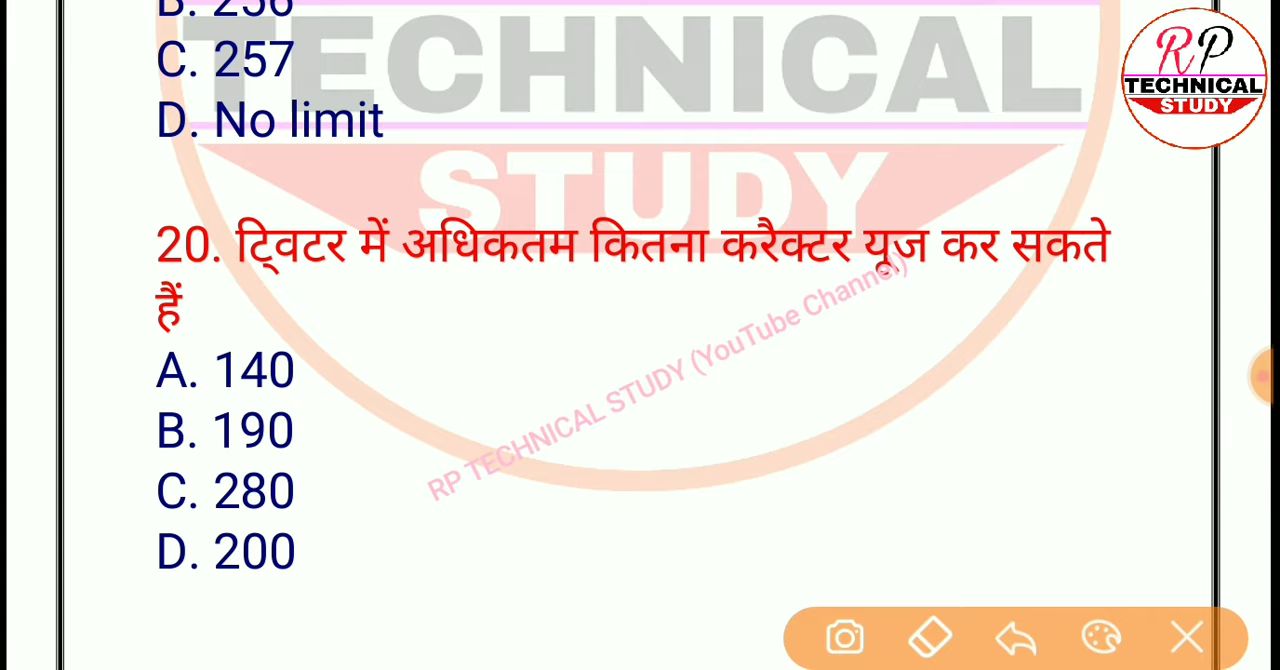 B. 256
C. 257
D. No limit
TECHNICAL
STUDY
RP
TECHNICAL
STUDY
20. ट्विटर में अधिकतम कितना करैक्टर यूज कर सकते
हैं
A. 140
B. 190
C. 280
D. 200
RP TECHNICAL STUDY (YouTube Channel)